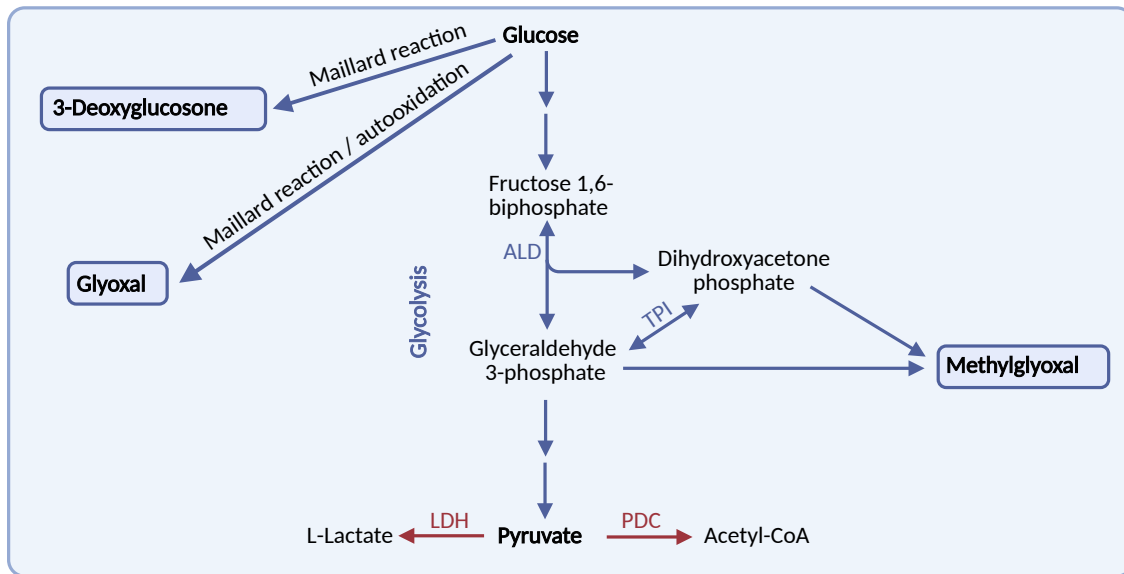 Glucose
Maillard reaction
3-Deoxyglucosone
Maillard reaction / autooxidation
Fructose 1,6-
biphosphate
ALD
Dihydroxyacetone
phosphate
Glyoxal
Glycolysis
TPI
Glyceraldehyde
3-phosphate
Methylglyoxal
L-Lactate
LDH
Pyruvate
PDC
Acetyl-CoA